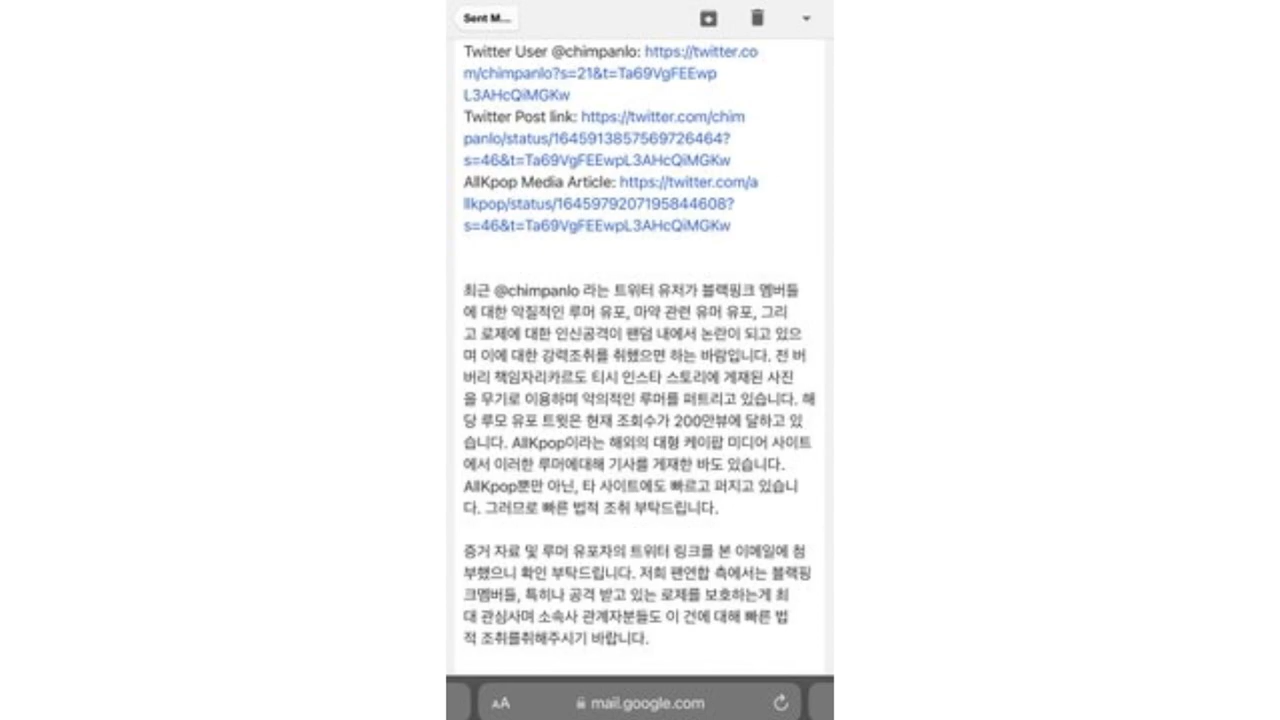 Sent M...
Twitter User @chimpanlo: https://twitter.co
m/chimpanlo?s=21&t=Ta69VgFEEwp
L3AHcQiMGKw
Twitter Post link: https://twitter.com/chim
panlo/status/1645913857569726464?
s=46&t=Ta69VgFEEwpL3AHcQiMGKw
AllKpop Media Article: https://twitter.com/a
llkpop/status/1645979207195844608?
s=46&t=Ta69VgFEEwpL3AHcQiMGKw
최근 @chimpanlo 라는 트위터 유저가 블랙핑크 멤버들
에 대한 악질적인 루머 유포, 마약 관련 유머 유포, 그리
고 로제에 대한 인신공격이 팬덤 내에서 논란이 되고 있으
며 이에 대한 강력조취를 취했으면 하는 바람입니다. 전 버
버리 책임자리카르도 티시 인스타 스토리에 게재된 사진
을 무기로 이용하며 악의적인 루머를 퍼트리고 있습니다. 해
당 루모 유포 트윗은 현재 조회수가 200만뷰에 달하고 있
습니다. AllKpop이라는 해외의 대형 케이팝 미디어 사이트
에서 이러한 루머에대해 기사를 게재한 바도 있습니다.
AllKpop뿐만 아닌, 타 사이트에도 빠르고 퍼지고 있습니
다. 그러므로 빠른 법적 조취 부탁드립니다.
증거 자료 및 루머 유포자의 트위터 링크를 본 이메일에 첨
부했으니 확인 부탁드립니다. 저희 팬연합 측에서는 블랙핑
크멤버들, 특히나 공격 받고 있는 로제를 보호하는게 최
대 관심사며 소속사 관계자분들도 이 건에 대해 빠른 법
적 조취를취해주시기 바랍니다.
AA mail.google.com